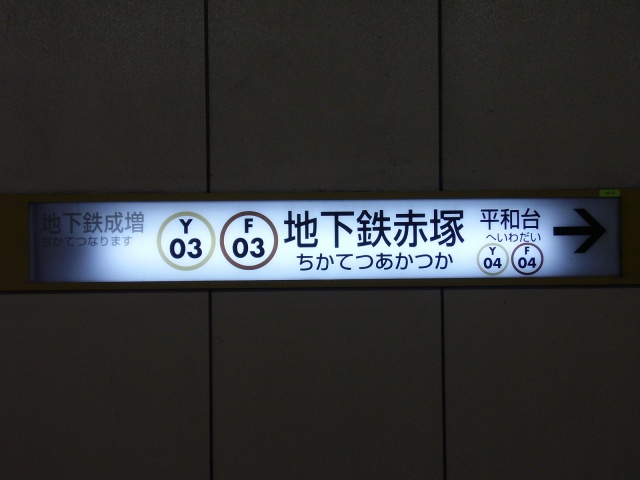 地下鉄成増
ちかてつなります
Y
03
F
03
地下鉄赤塚
ちかてつあかつか
平和台
へいわだい
Y
04
F
04